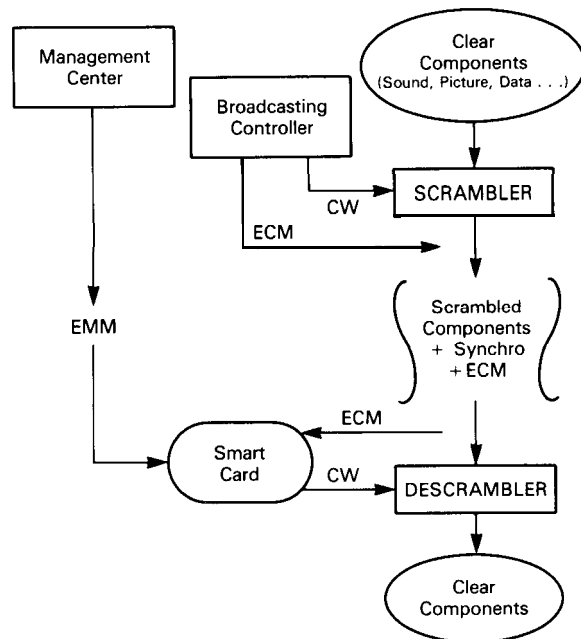 Management
Center
Clear
Components
(Sound, Picture, Data . . .)
Broadcasting
Controller
CW
SCRAMBLER
ECM
Scrambled
Components
+ Synchro
+ ECM
EMM
ECM
Smart
Card
CW
DESCRAMBLER
Clear
Components